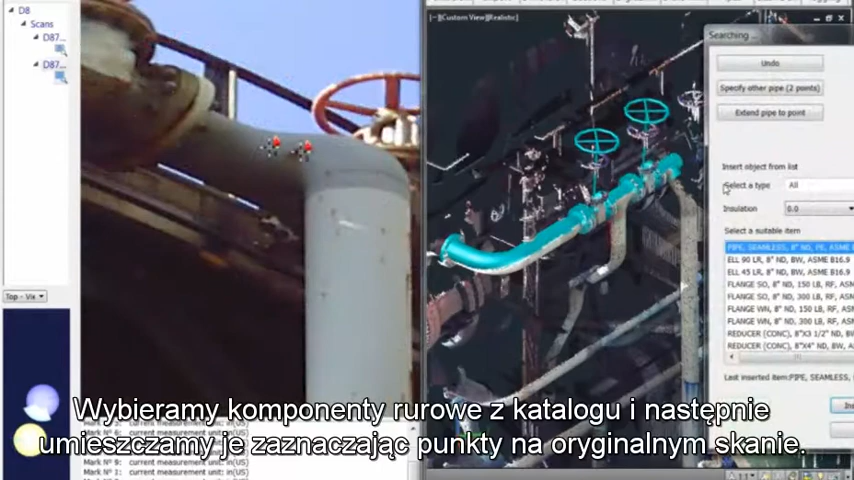 D8
Scans
D87...
D87...
Top - Vie
[−][Custom View][Realistic]
Searching ...
Undo
Specify other pipe (2 points)
Extend pipe to point
Insert object from list
Select a type All
Insulation 0.0
Select a suitable item
PIPE, SEAMLESS, 8" ND, PE, ASME B
ELL 90 LR, 8" ND, BW, ASME B16.9
ELL 45 LR, 8" ND, BW, ASME B16.9
FLANGE SO, 8" ND, 150 LB, RF, ASM
FLANGE SO, 8" ND, 300 LB, RF, ASM
FLANGE WN, 8" ND, 150 LB, RF, ASM
FLANGE WN, 8" ND, 300 LB, RF, ASM
REDUCER (CONC), 8"X3 1/2" ND, BW
REDUCER (CONC), 8"X4" ND, BW, A
Last inserted item:PIPE, SEAMLESS,
Wybieramy komponenty rurowe z katalogu i następnie
umieszczamy je zaznaczając punkty na oryginalnym skanie.
Mark Nº 9: current measurement unit: in(US)
Mark Nº 1: current measurement unit: in(US)